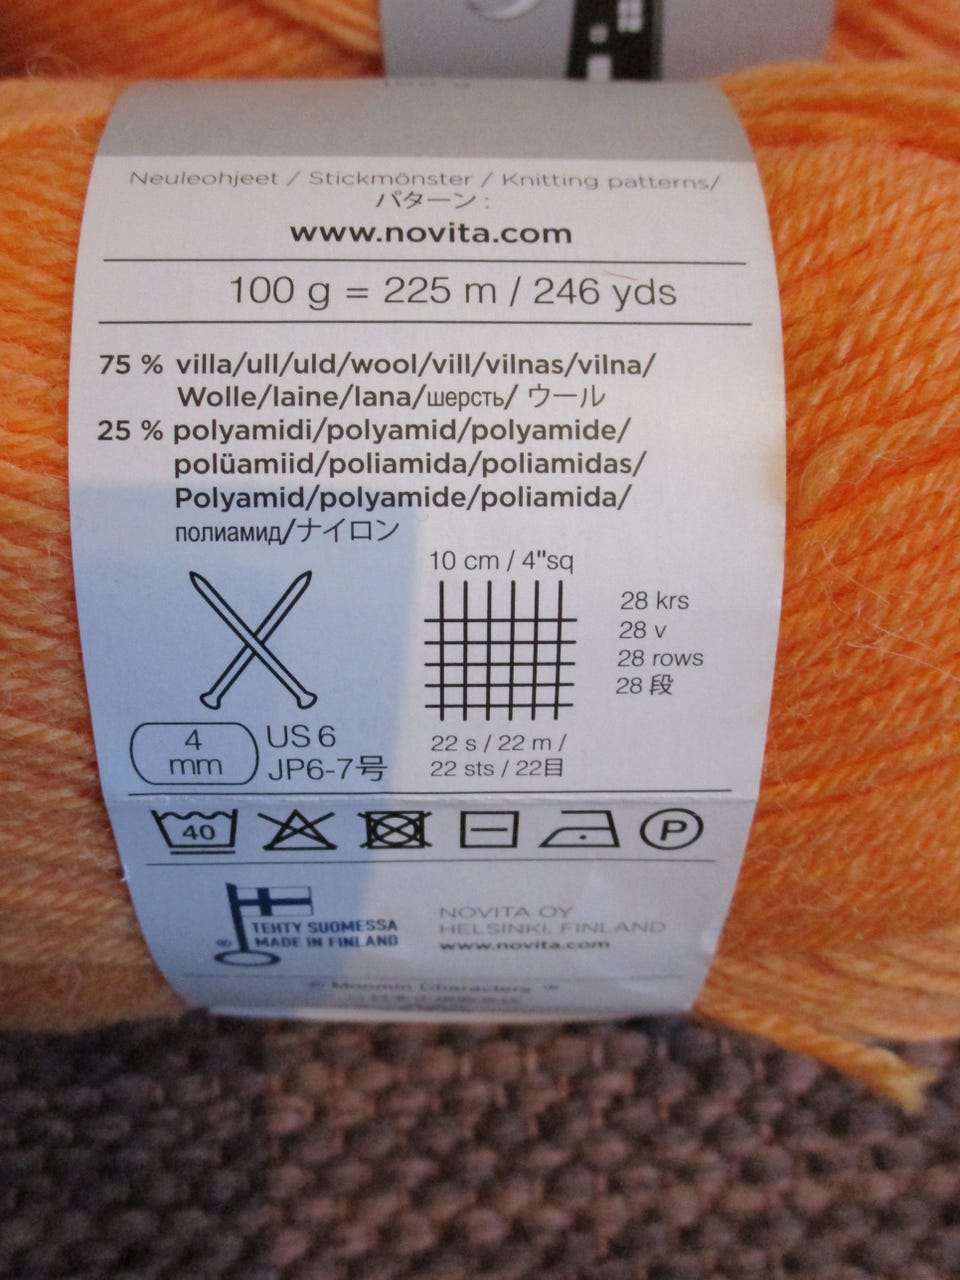 100 g
Neuleohjeet / Stickmönster / Knitting patterns/
パターン :
www.novita.com
100 g = 225 m / 246 yds
75 % villa/ull/uld/wool/vill/vilnas/vilna/
Wolle/laine/lana/шерсть/ ウール
25 % polyamidi/polyamid/polyamide/
polüamiid/poliamida/poliamidas/
Polyamid/polyamide/poliamida/
полиамид/ナイロン
10 cm / 4"sq
28 krs
28 v
28 rows
28 段
4 mm
US 6
JP6-7号
22 s / 22 m /
22 sts / 22目
40
P
TEHTY SUOMESSA
® MADE IN FINLAND
NOVITA OY
HELSINKI, FINLAND
www.novita.com
© Moomin Characters ™